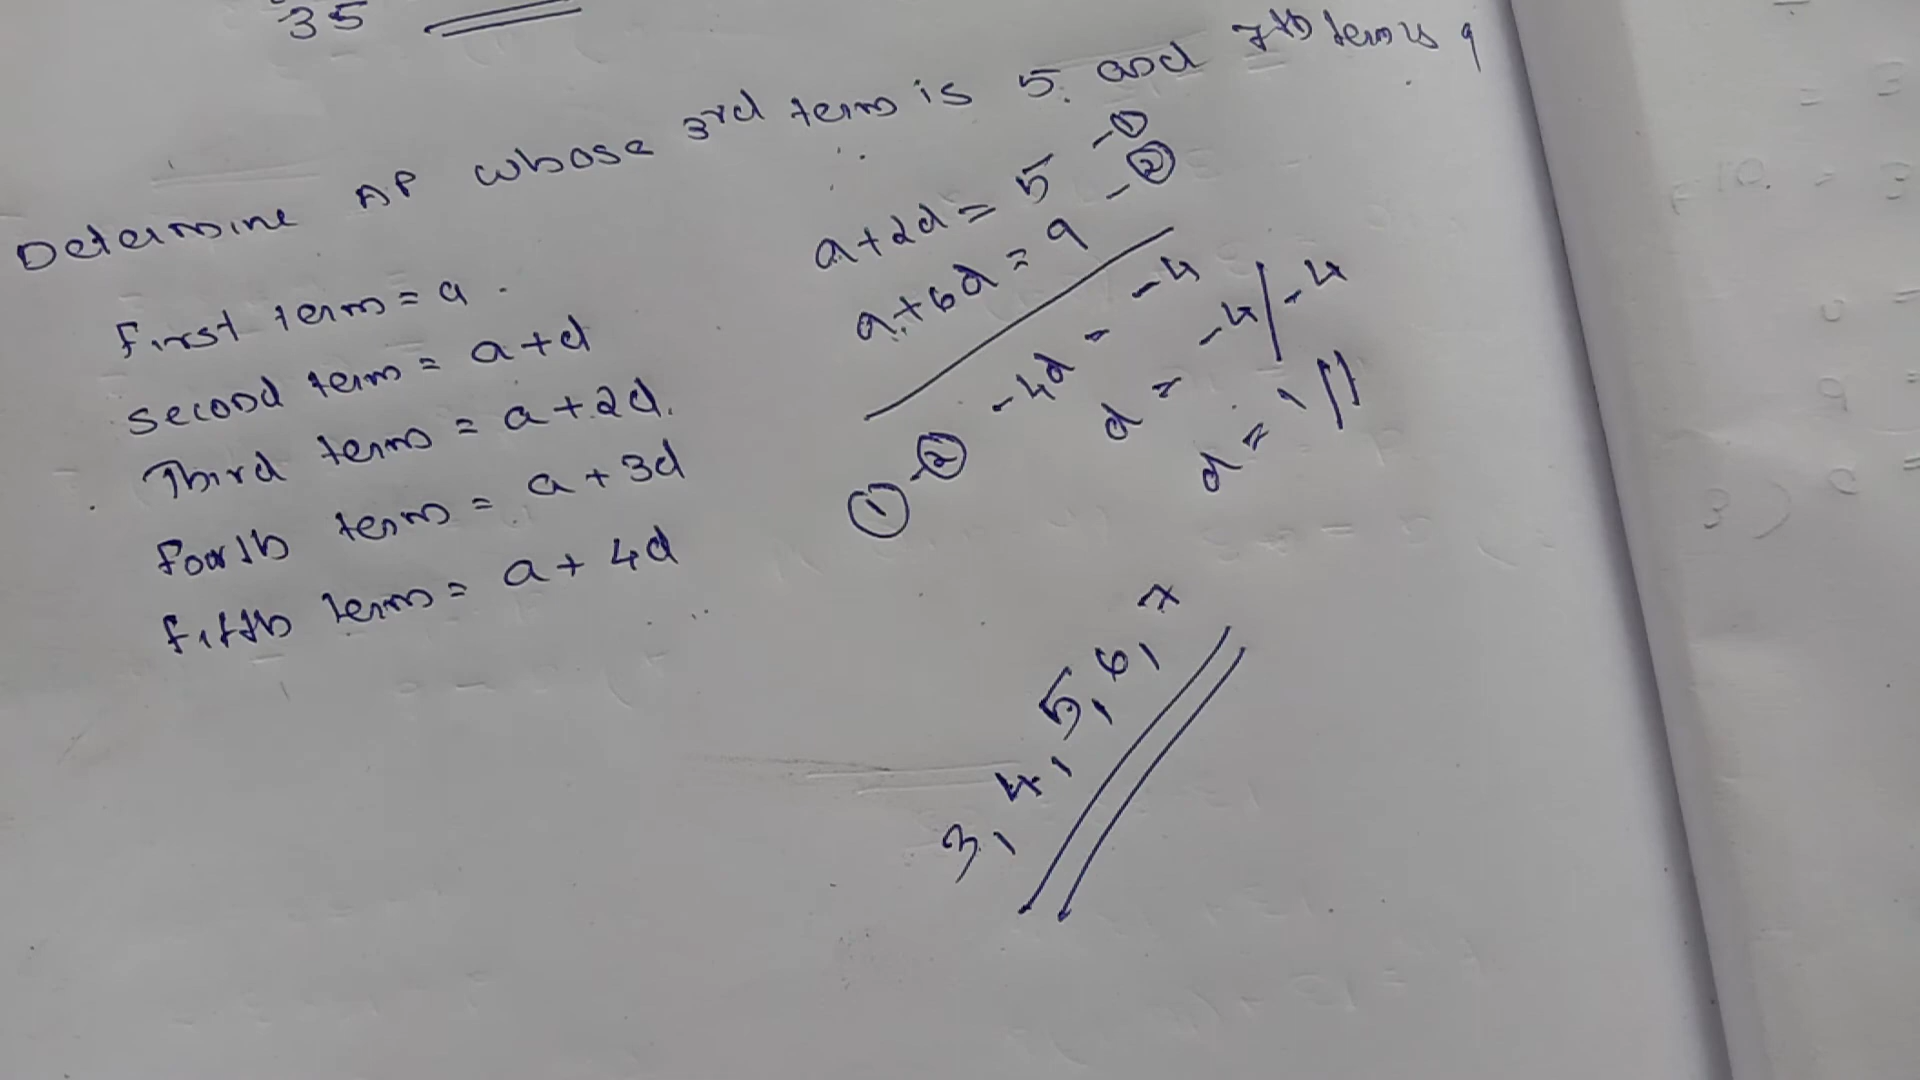 35
Determine AP whose 3rd term is 5. and 7th term is 9
First term = a
Second term = a+d
Third term = a+2d.
Fourth term = a+3d
Fifth term = a+4d
a+2d = 5 -①
a+6d = 9 -②
①-② -4d = -4
d = -4/-4
d = 1
3, 4, 5, 6, 7